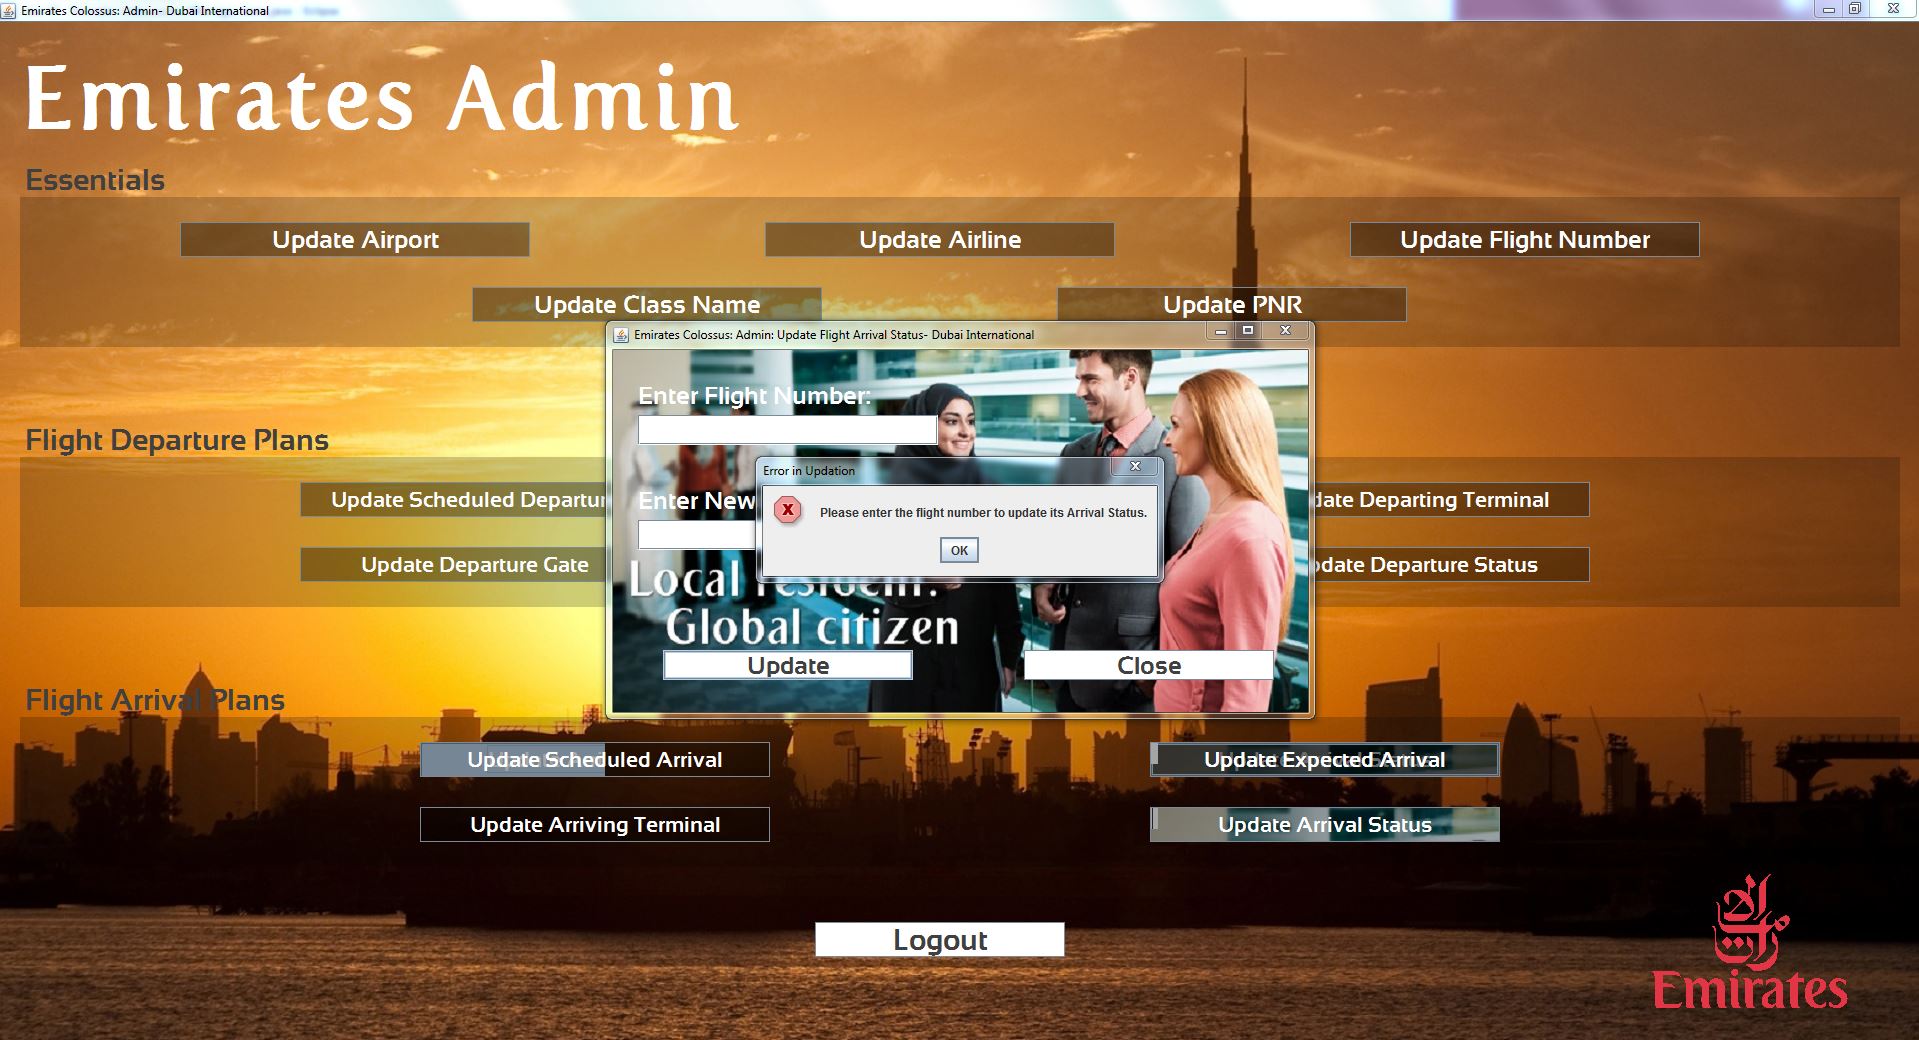 Emirates Colossus: Admin- Dubai International
Emirates Admin
Essentials
Update Airport
Update Airline
Update Flight Number
Update Class Name
Update PNR
Emirates Colossus: Admin: Update Flight Arrival Status- Dubai International
Enter Flight Number:
Flight Departure Plans
Error in Updation
Update Scheduled Departur
Enter New
Please enter the flight number to update its Arrival Status.
date Departing Terminal
OK
Update Departure Gate
date Departure Status
Local resident.
Global citizen
Update
Close
Flight Arrival Plans
Update Scheduled Arrival
Update Expected Arrival
Update Arriving Terminal
Update Arrival Status
Logout
Emirates